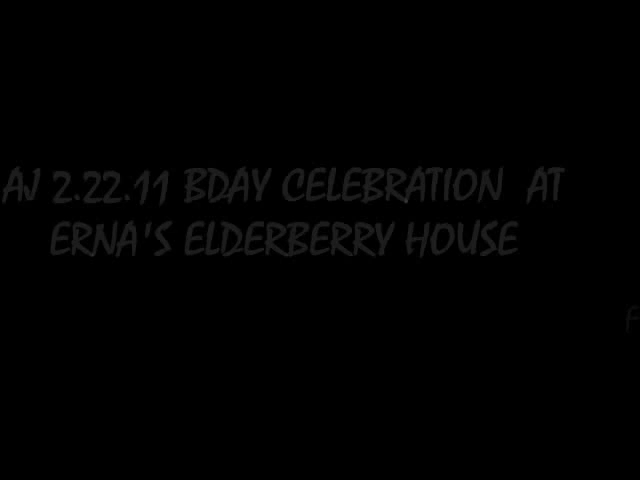 AJ 2.22.11 BDAY CELEBRATION AT
ERNA'S ELDERBERRY HOUSE